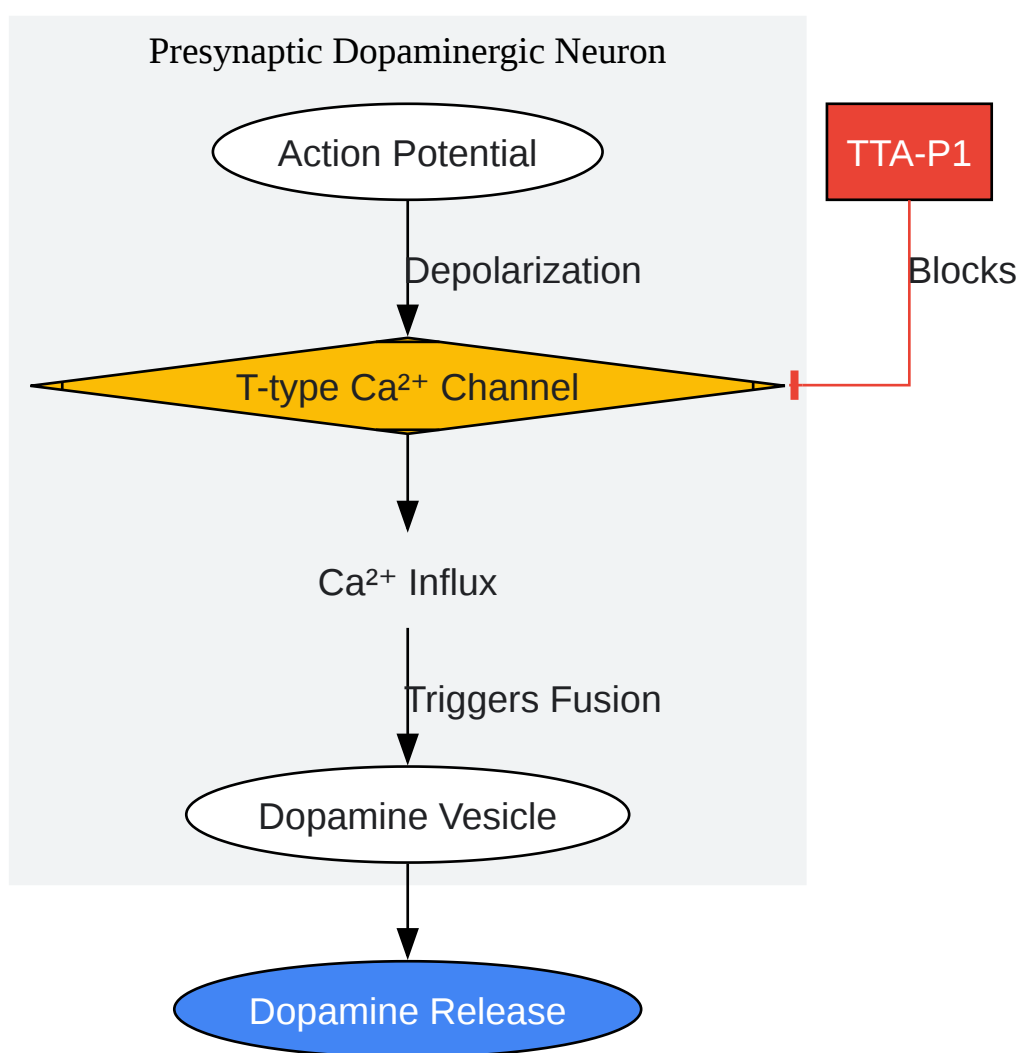 Presynaptic Dopaminergic Neuron
Action Potential
TTA-P1
Depolarization
Blocks
T-type Ca²⁺ Channel
Ca²⁺ Influx
Triggers Fusion
Dopamine Vesicle
Dopamine Release